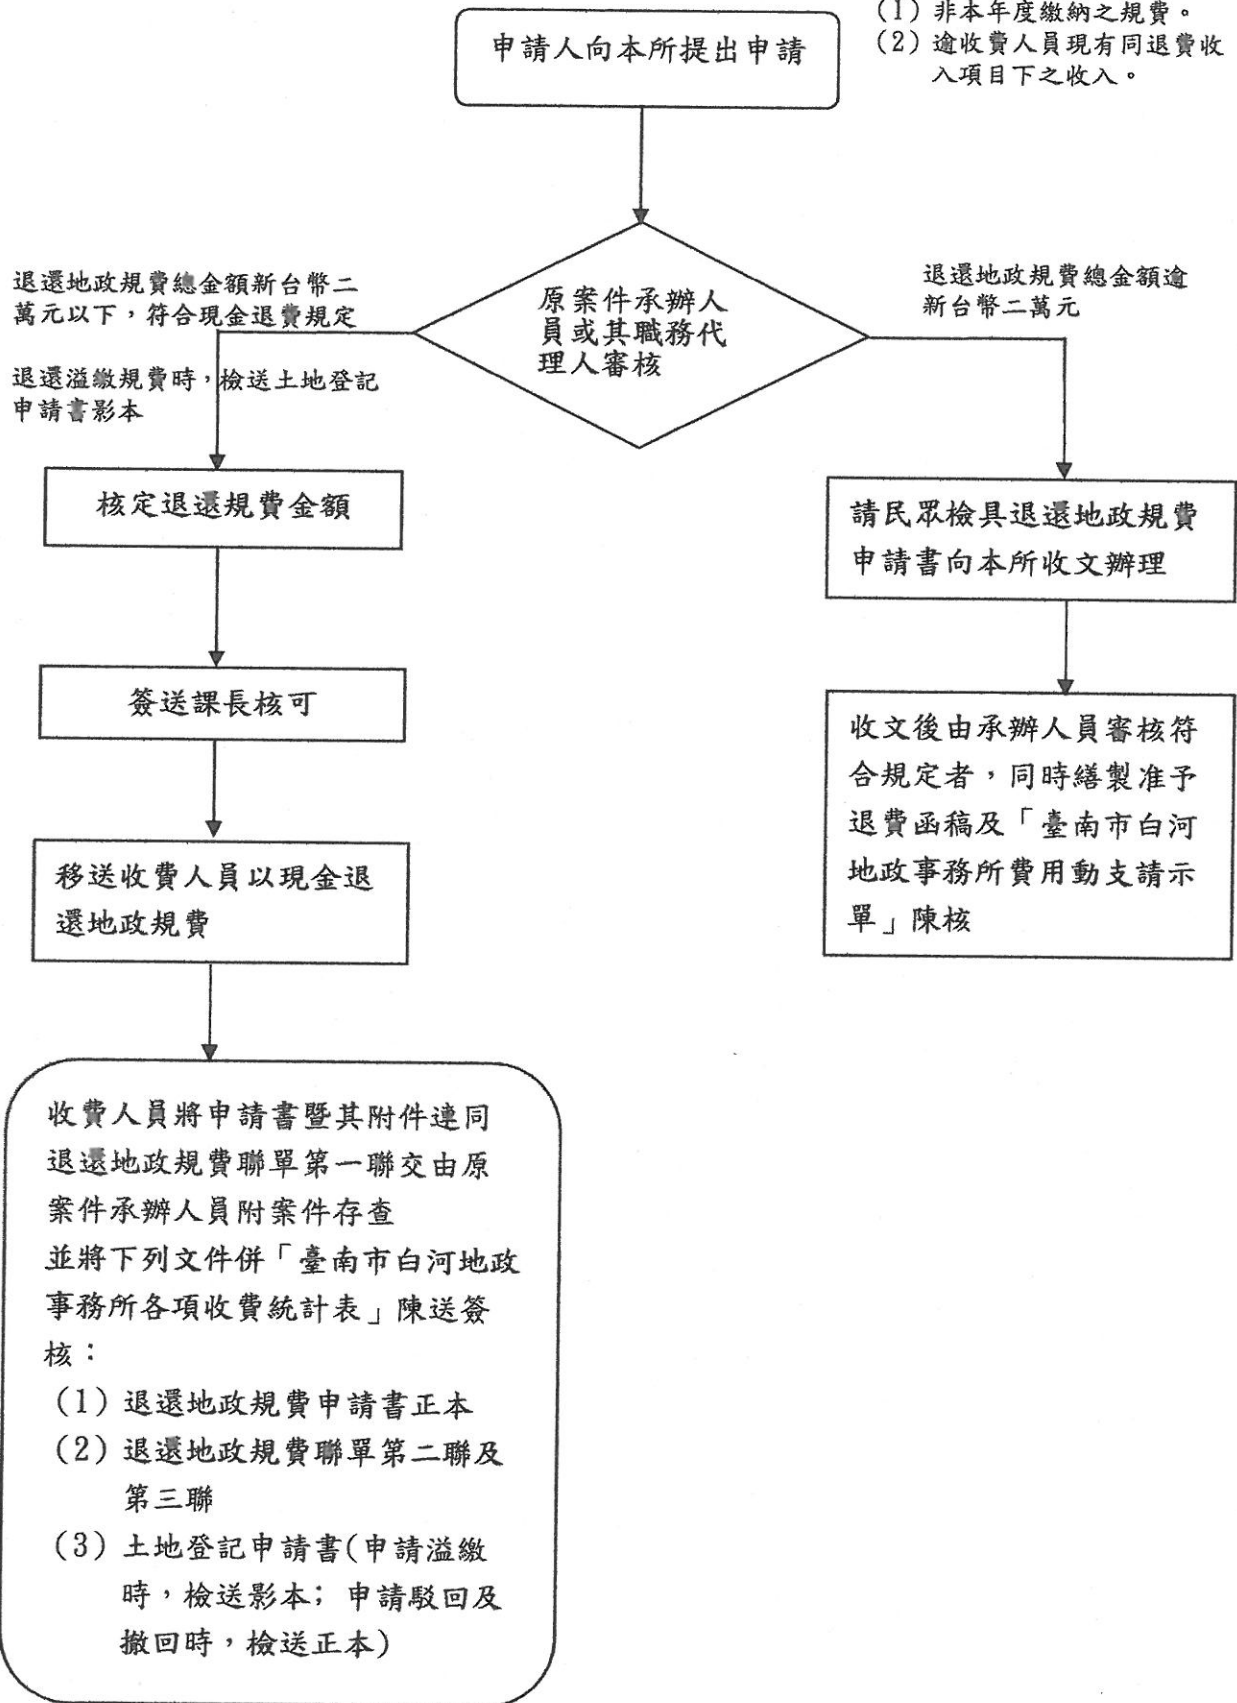 (1) 非本年度繳納之規費。
(2) 逾收費人員現有同退費收
入項目下之收入。
申請人向本所提出申請
原案件承辦人
員或其職務代
理人審核
退還地政規費總金額新台幣二
萬元以下，符合現金退費規定
退還溢繳規費時，檢送土地登記
申請書影本
退還地政規費總金額逾
新台幣二萬元
核定退還規費金額
簽送課長核可
移送收費人員以現金退
還地政規費
請民眾檢具退還地政規費
申請書向本所收文辦理
收文後由承辦人員審核符
合規定者，同時繕製准予
退費函稿及「臺南市白河
地政事務所費用動支請示
單」陳核
收費人員將申請書暨其附件連同
退還地政規費聯單第一聯交由原
案件承辦人員附案件存查
並將下列文件併「臺南市白河地政
事務所各項收費統計表」陳送簽
核：
(1) 退還地政規費申請書正本
(2) 退還地政規費聯單第二聯及
第三聯
(3) 土地登記申請書(申請溢繳
時，檢送影本; 申請駁回及
撤回時，檢送正本)